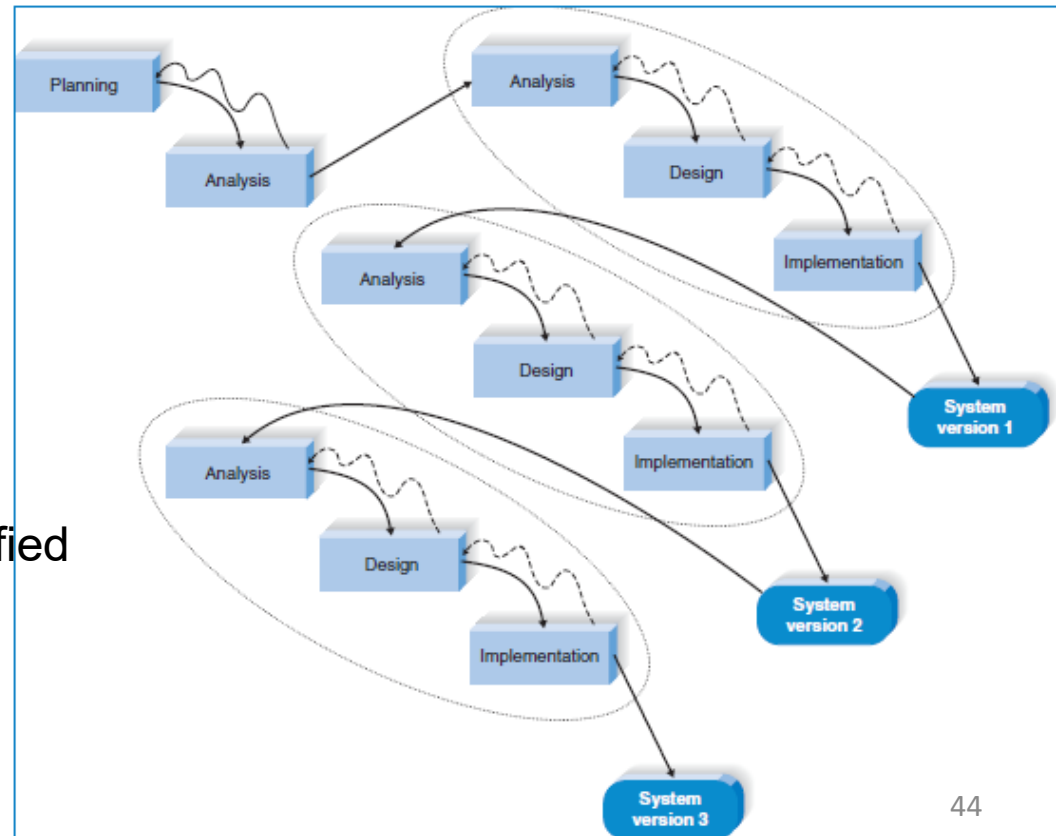 Planning
Analysis
Analysis
Design
Implementation
System
version 1
Analysis
Design
Implementation
System
version 2
Analysis
Design
Implementation
System
version 3
fied
44